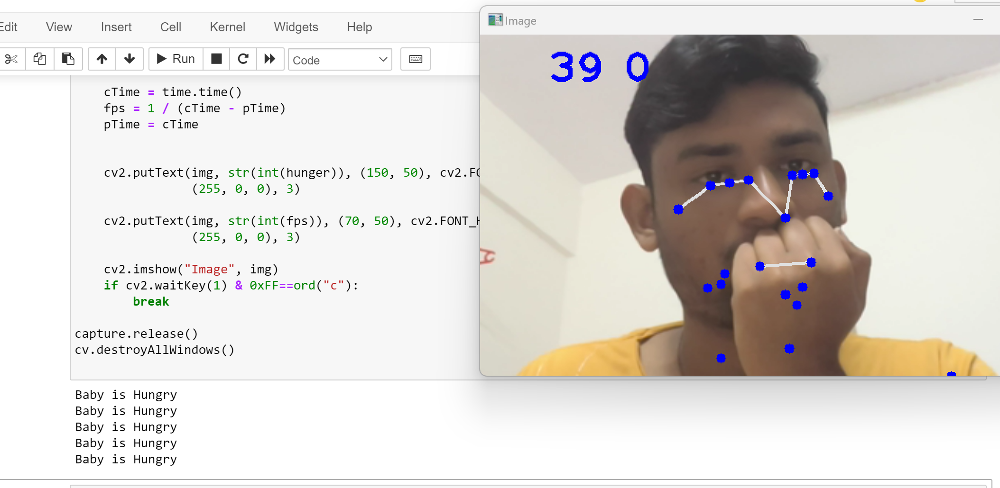 Edit View Insert Cell Kernel Widgets Help
Run Code
cTime = time.time()
fps = 1 / (cTime - pTime)
pTime = cTime
cv2.putText(img, str(int(hunger)), (150, 50), cv2.FO
(255, 0, 0), 3)
cv2.putText(img, str(int(fps)), (70, 50), cv2.FONT_H
(255, 0, 0), 3)
cv2.imshow("Image", img)
if cv2.waitKey(1) & 0xFF==ord("c"):
break
capture.release()
cv.destroyAllWindows()
Baby is Hungry
Baby is Hungry
Baby is Hungry
Baby is Hungry
Baby is Hungry
Image
39 0